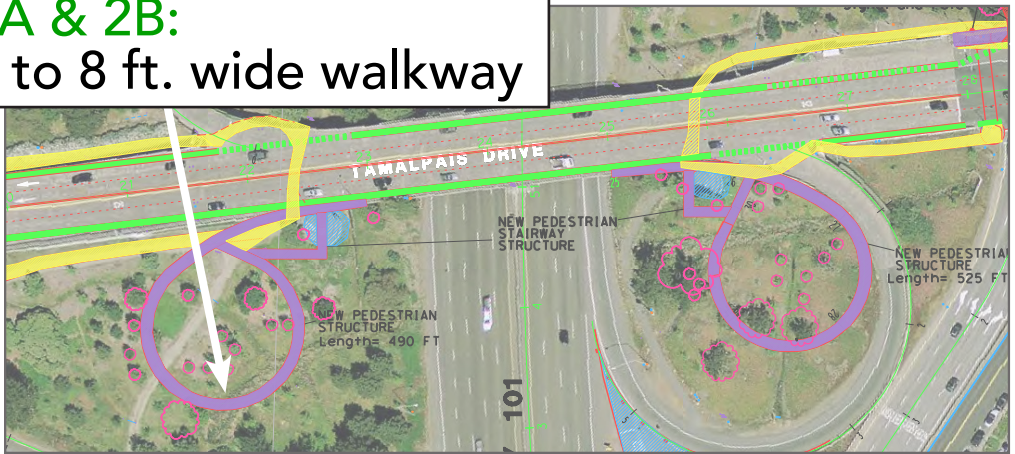 A & 2B:
to 8 ft. wide walkway
TAMALPAIS DRIVE
NEW PEDESTRIAN
STAIRWAY
STRUCTURE
NEW PEDESTRIA
STRUCTURE
Length= 525 FT
NEW PEDESTRIAN
STRUCTURE
Length= 490 FT
101